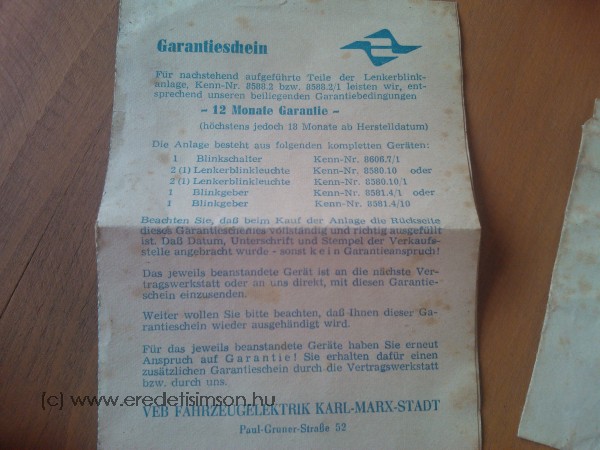 Garantieschein
Für nachstehend aufgeführte Teile der Lenkerblink-
anlage, Kenn-Nr. 8588.2 bzw. 8588.2/1 leisten wir, ent-
sprechend unseren beiliegenden Garantiebedingungen
– 12 Monate Garantie –
(höchstens jedoch 18 Monate ab Herstelldatum)
Die Anlage besteht aus folgenden kompletten Geräten:
1 Blinkschalter Kenn-Nr. 8606.7/1
2 (1) Lenkerblinkleuchte Kenn-Nr. 8580.10 oder
2 (1) Lenkerblinkleuchte Kenn-Nr. 8580.10/1
1 Blinkgeber Kenn-Nr. 8581.4/1 oder
1 Blinkgeber Kenn-Nr. 8581.4/10
Beachten Sie, daß beim Kauf der Anlage die Rückseite
dieses Garantiescheines vollständig und richtig ausgefüllt
ist. Daß Datum, Unterschrift und Stempel der Verkaufs-
stelle angebracht wurde – sonst kein Garantieanspruch!
Das jeweils beanstandete Gerät ist an die nächste Ver-
tragswerkstatt oder an uns direkt, mit diesen Garantie-
schein einzusenden.
Weiter wollen Sie bitte beachten, daß Ihnen dieser Ga-
rantieschein wieder ausgehändigt wird.
Für das jeweils beanstandete Geräte haben Sie erneut
Anspruch auf Garantie! Sie erhalten dafür einen
zusätzlichen Garantieschein durch die Vertragswerkstatt
bzw. durch uns.
(c) www.eredetisimson.hu
VEB FAHRZEUGELEKTRIK KARL-MARX-STADT
Paul-Gruner-Straße 52